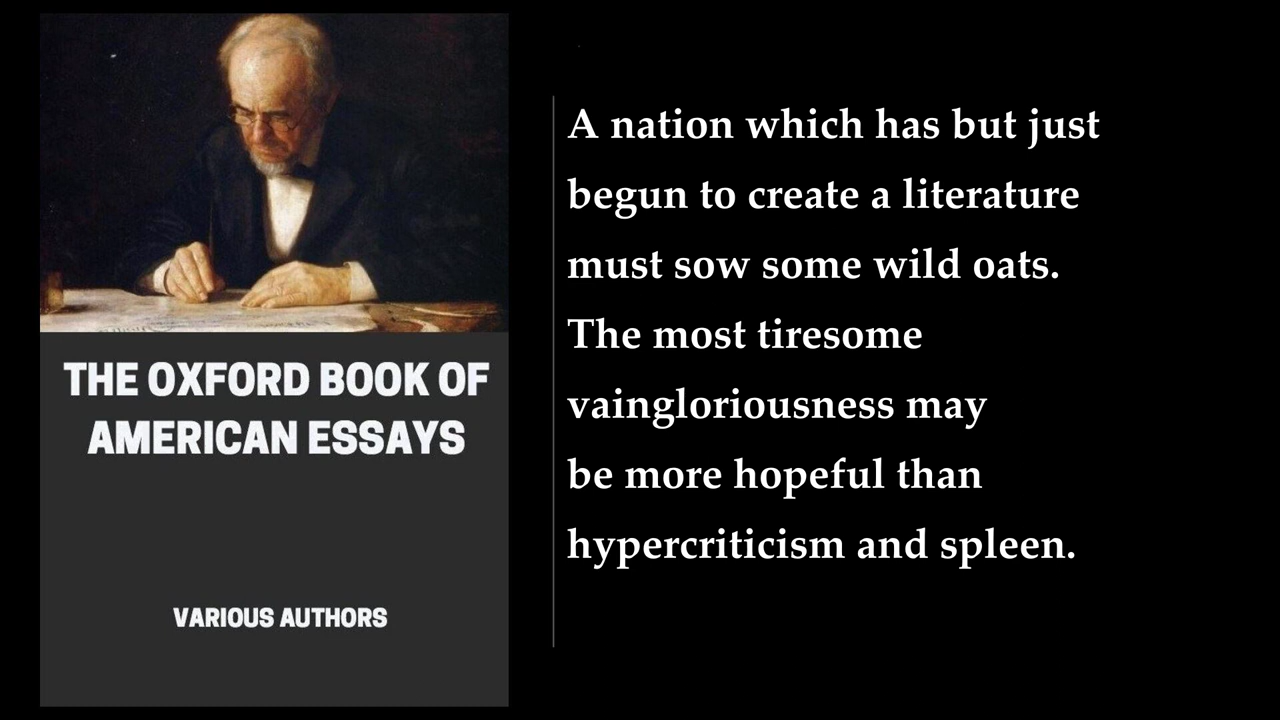 THE OXFORD BOOK OF
AMERICAN ESSAYS
VARIOUS AUTHORS
A nation which has but just
begun to create a literature
must sow some wild oats.
The most tiresome
vaingloriousness may
be more hopeful than
hypercriticism and spleen.